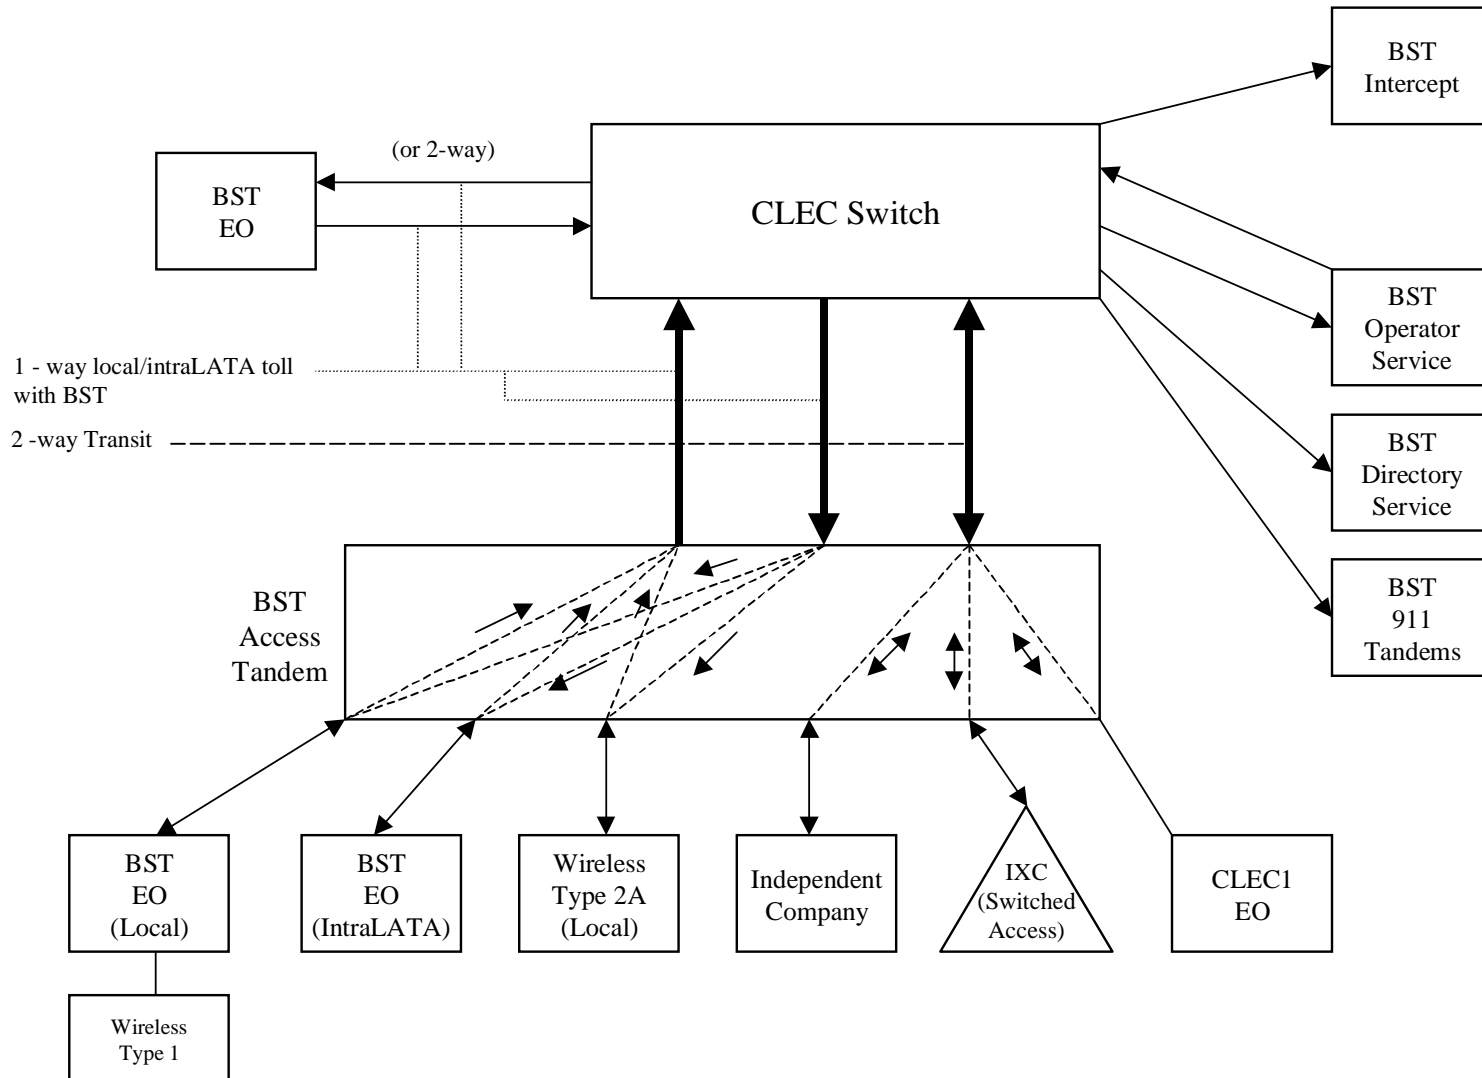 BST
Intercept
(or 2-way)
BST
EO
CLEC Switch
BST
Operator
Service
1 - way local/intraLATA toll
with BST
2 -way Transit
BST
Directory
Service
BST
911
Tandems
BST
Access
Tandem
BST
EO
(Local)
BST
EO
(IntraLATA)
Wireless
Type 2A
(Local)
Independent
Company
IXC
(Switched
Access)
CLEC1
EO
Wireless
Type 1